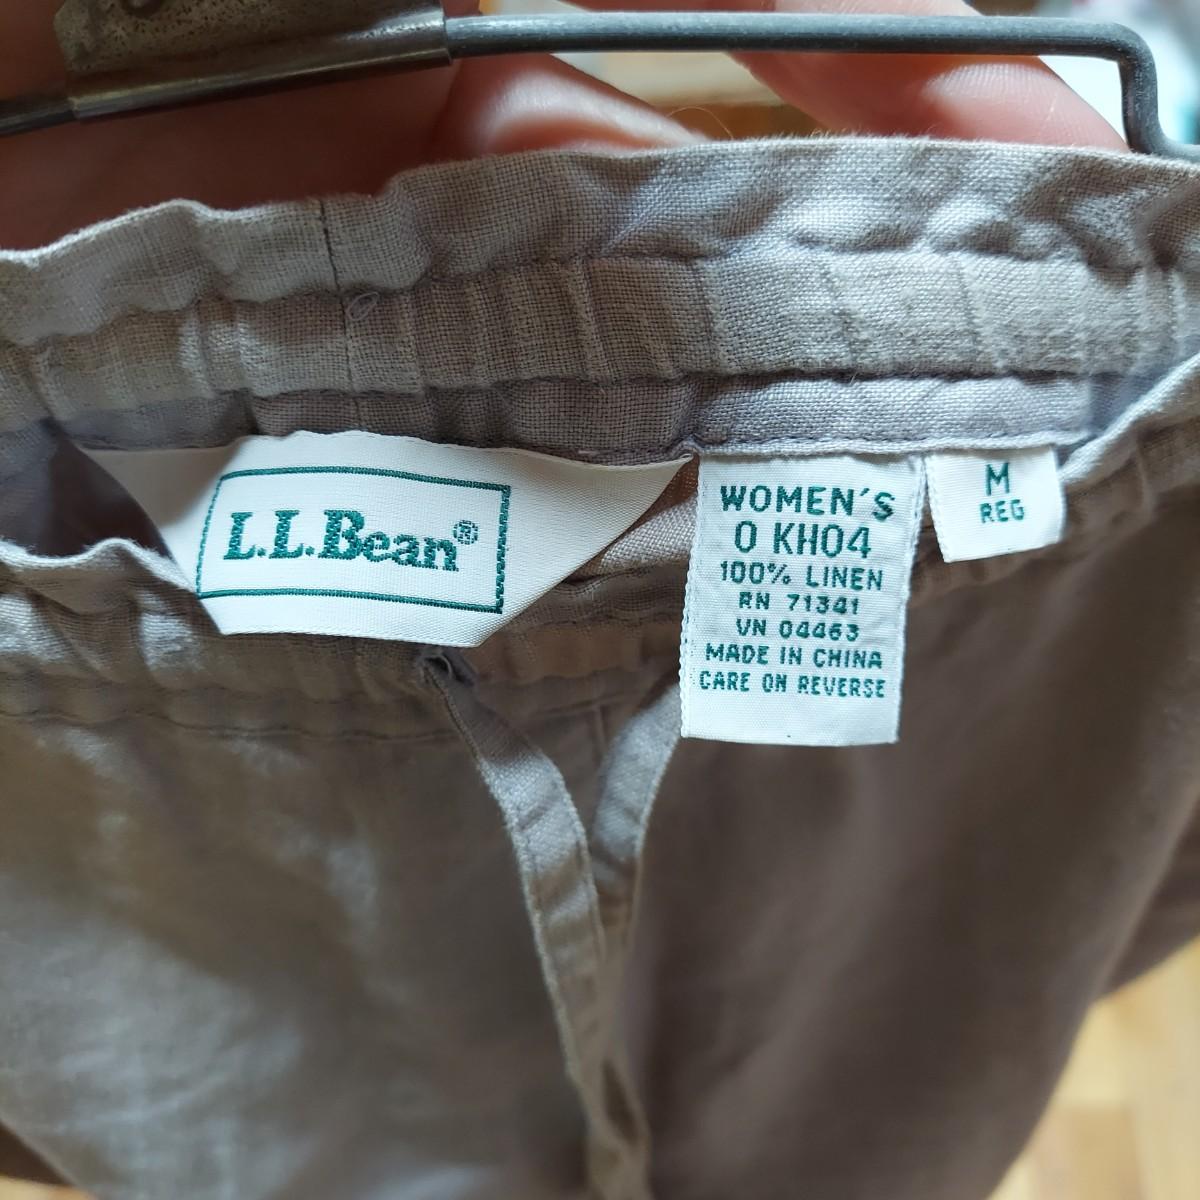 L.L.Bean®
WOMEN'S
0 KH04
100% LINEN
RN 71341
VN 04463
MADE IN CHINA
CARE ON REVERSE
M
REG